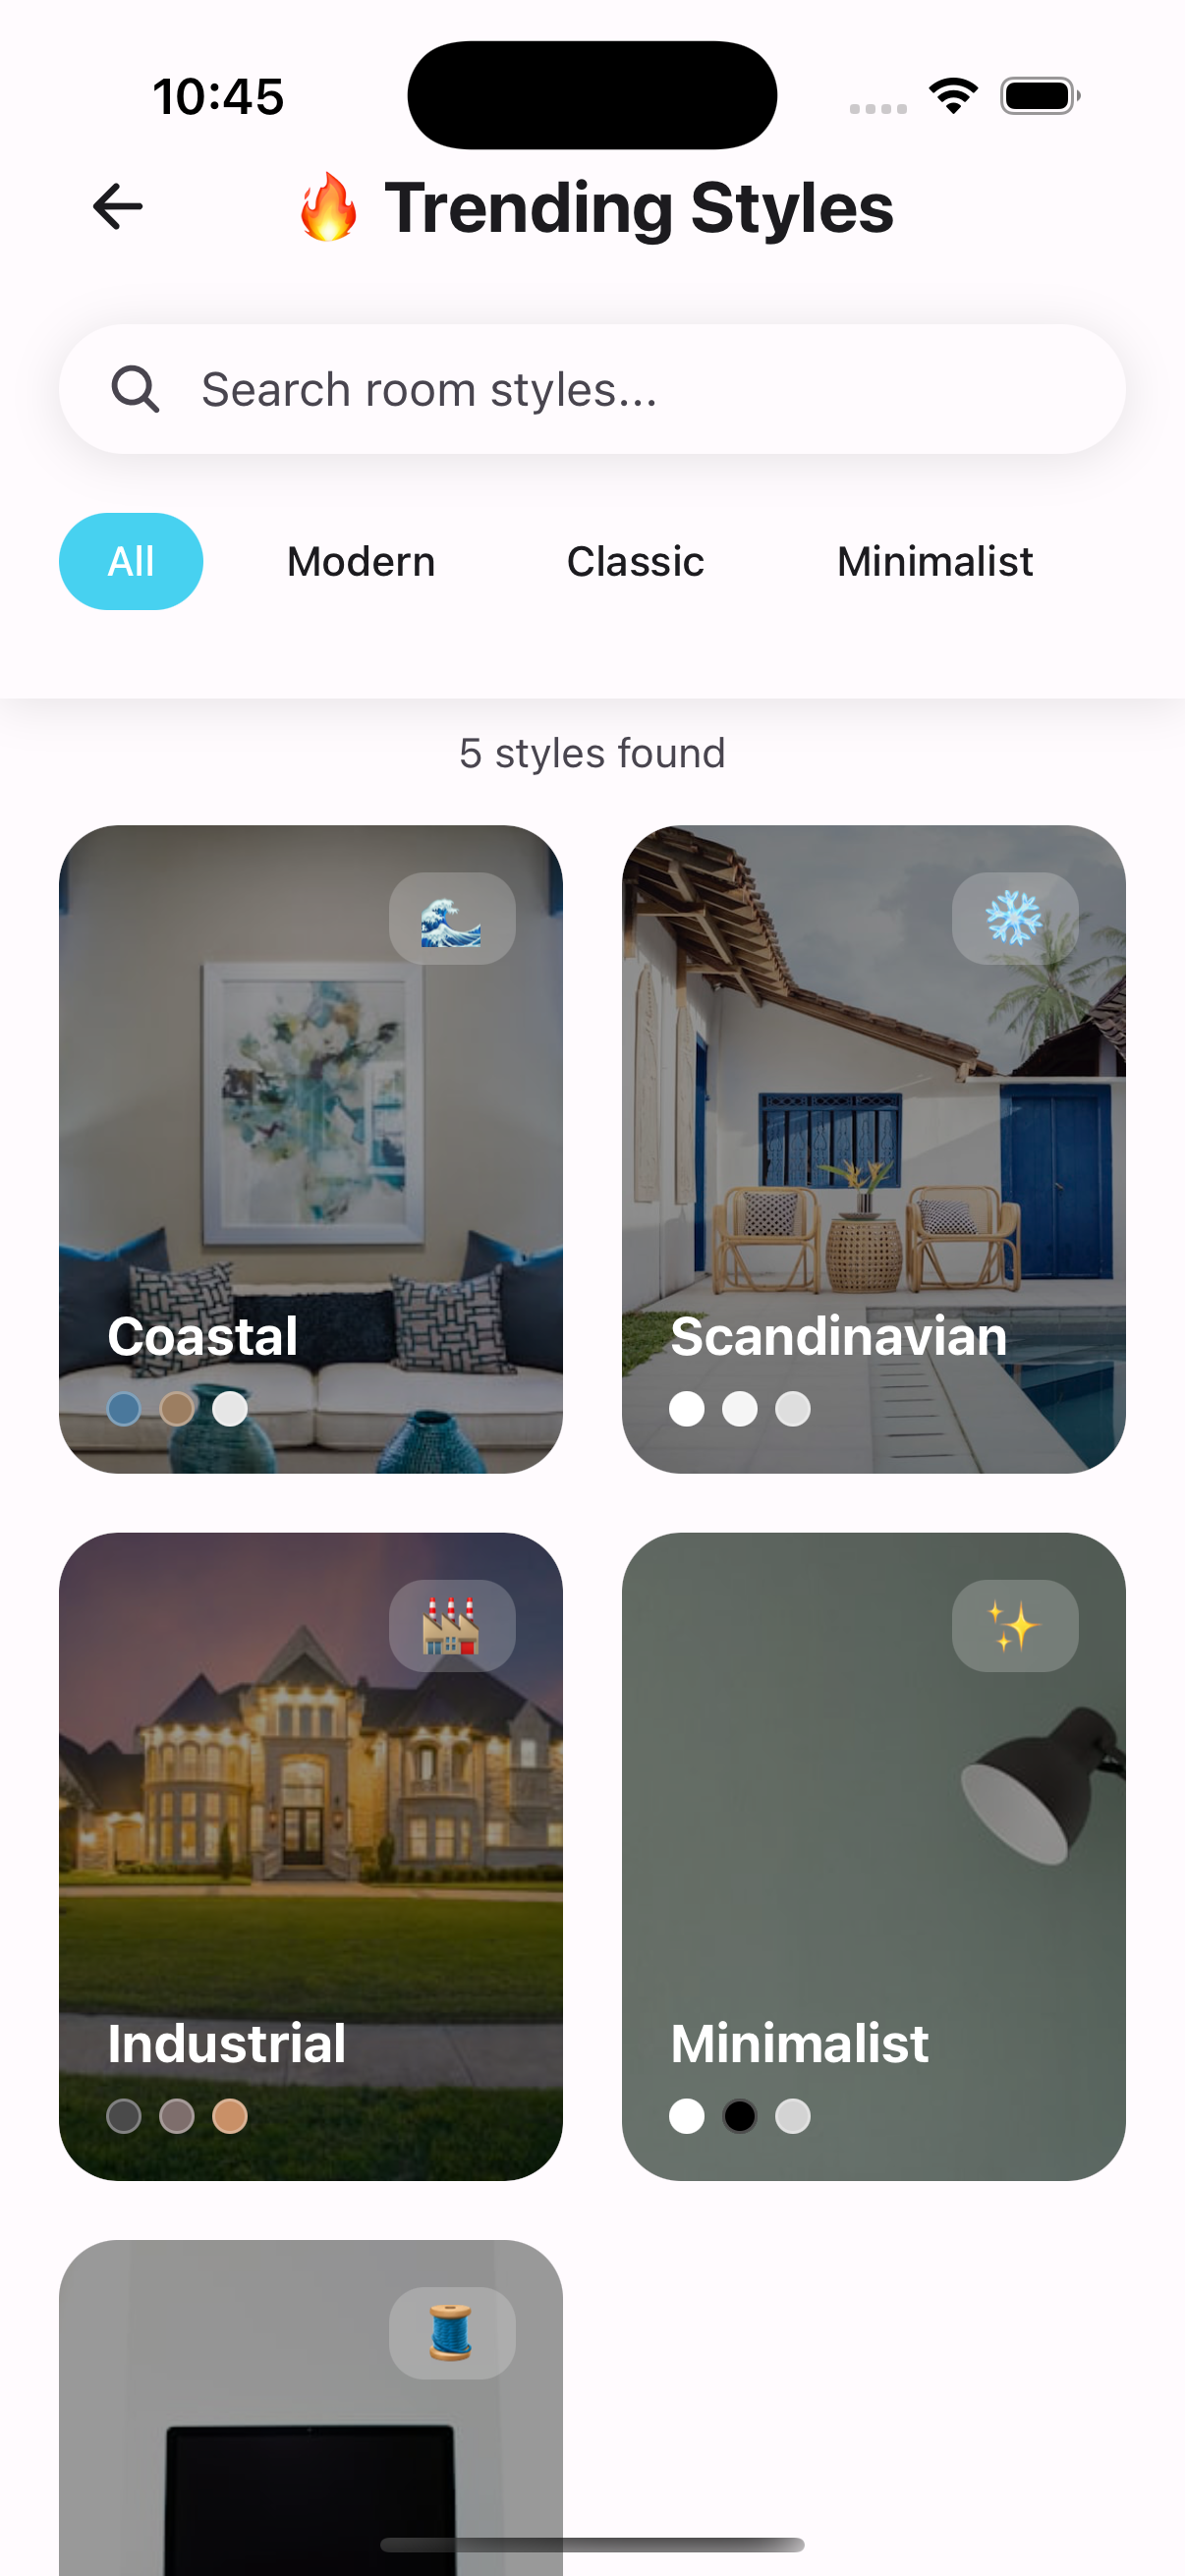 10:45
🔥 Trending Styles
Search room styles...
All
Modern
Classic
Minimalist
5 styles found
Coastal
Scandinavian
Industrial
Minimalist